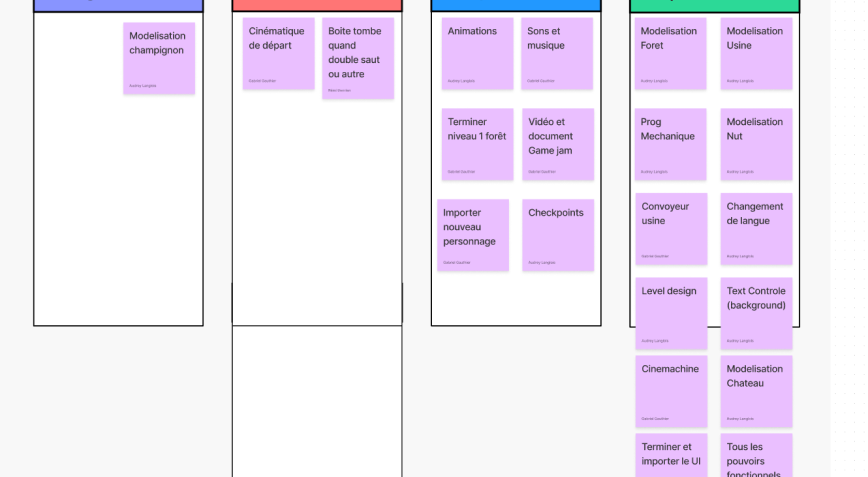 Modelisation
champignon
Audrey Langlois
Cinématique
de départ
Gabriel Gauthier
Boite tombe
quand
double saut
ou autre
Animations
Audrey Langlois
Sons et
musique
Gabriel Gauthier
Terminer
niveau 1 forêt
Gabriel Gauthier
Vidéo et
document
Game jam
Gabriel Gauthier
Importer
nouveau
personnage
Gabriel Gauthier
Checkpoints
Audrey Langlois
Modelisation
Foret
Audrey Langlois
Modelisation
Usine
Audrey Langlois
Prog
Mechanique
Audrey Langlois
Modelisation
Nut
Audrey Langlois
Convoyeur
usine
Gabriel Gauthier
Changement
de langue
Audrey Langlois
Level design
Audrey Langlois
Text Controle
(background)
Audrey Langlois
Cinemachine
Gabriel Gauthier
Modelisation
Chateau
Audrey Langlois
Terminer et
importer le UI
Tous les
pouvoirs
fonctionnels